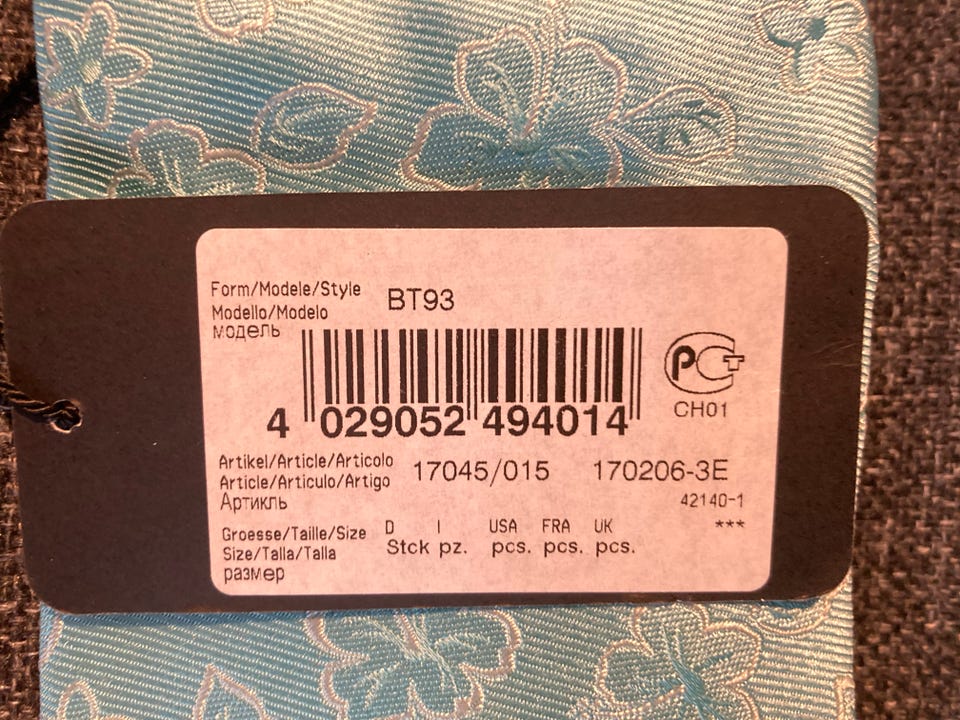 Form/Modele/Style
Modello/Modelo
модель
BT93
4 029052 494014
PCT
CH01
Artikel/Article/Articolo
Article/Articulo/Artigo
Артикль
17045/015 170206-3E
42140-1
***
Groesse/Taille/Size
Size/Talla/Talla
размер
D I USA FRA UK
Stck pz. pcs. pcs. pcs.